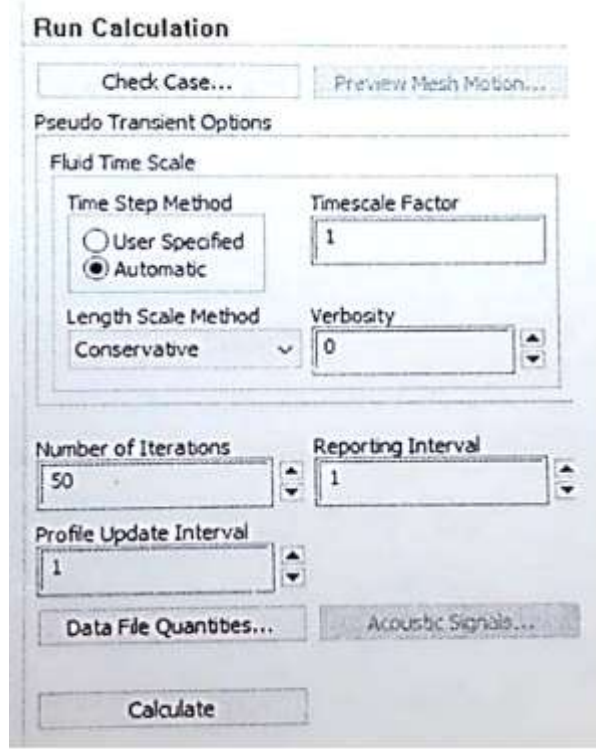 Run Calculation
Check Case... Preview Mesh Motion...
Pseudo Transient Options
Fluid Time Scale
Time Step Method Timescale Factor
User Specified 1
Automatic
Length Scale Method Verbosity
Conservative 0
Number of Iterations Reporting Interval
50 1
Profile Update Interval
1
Data File Quantities... Acoustic Signals...
Calculate